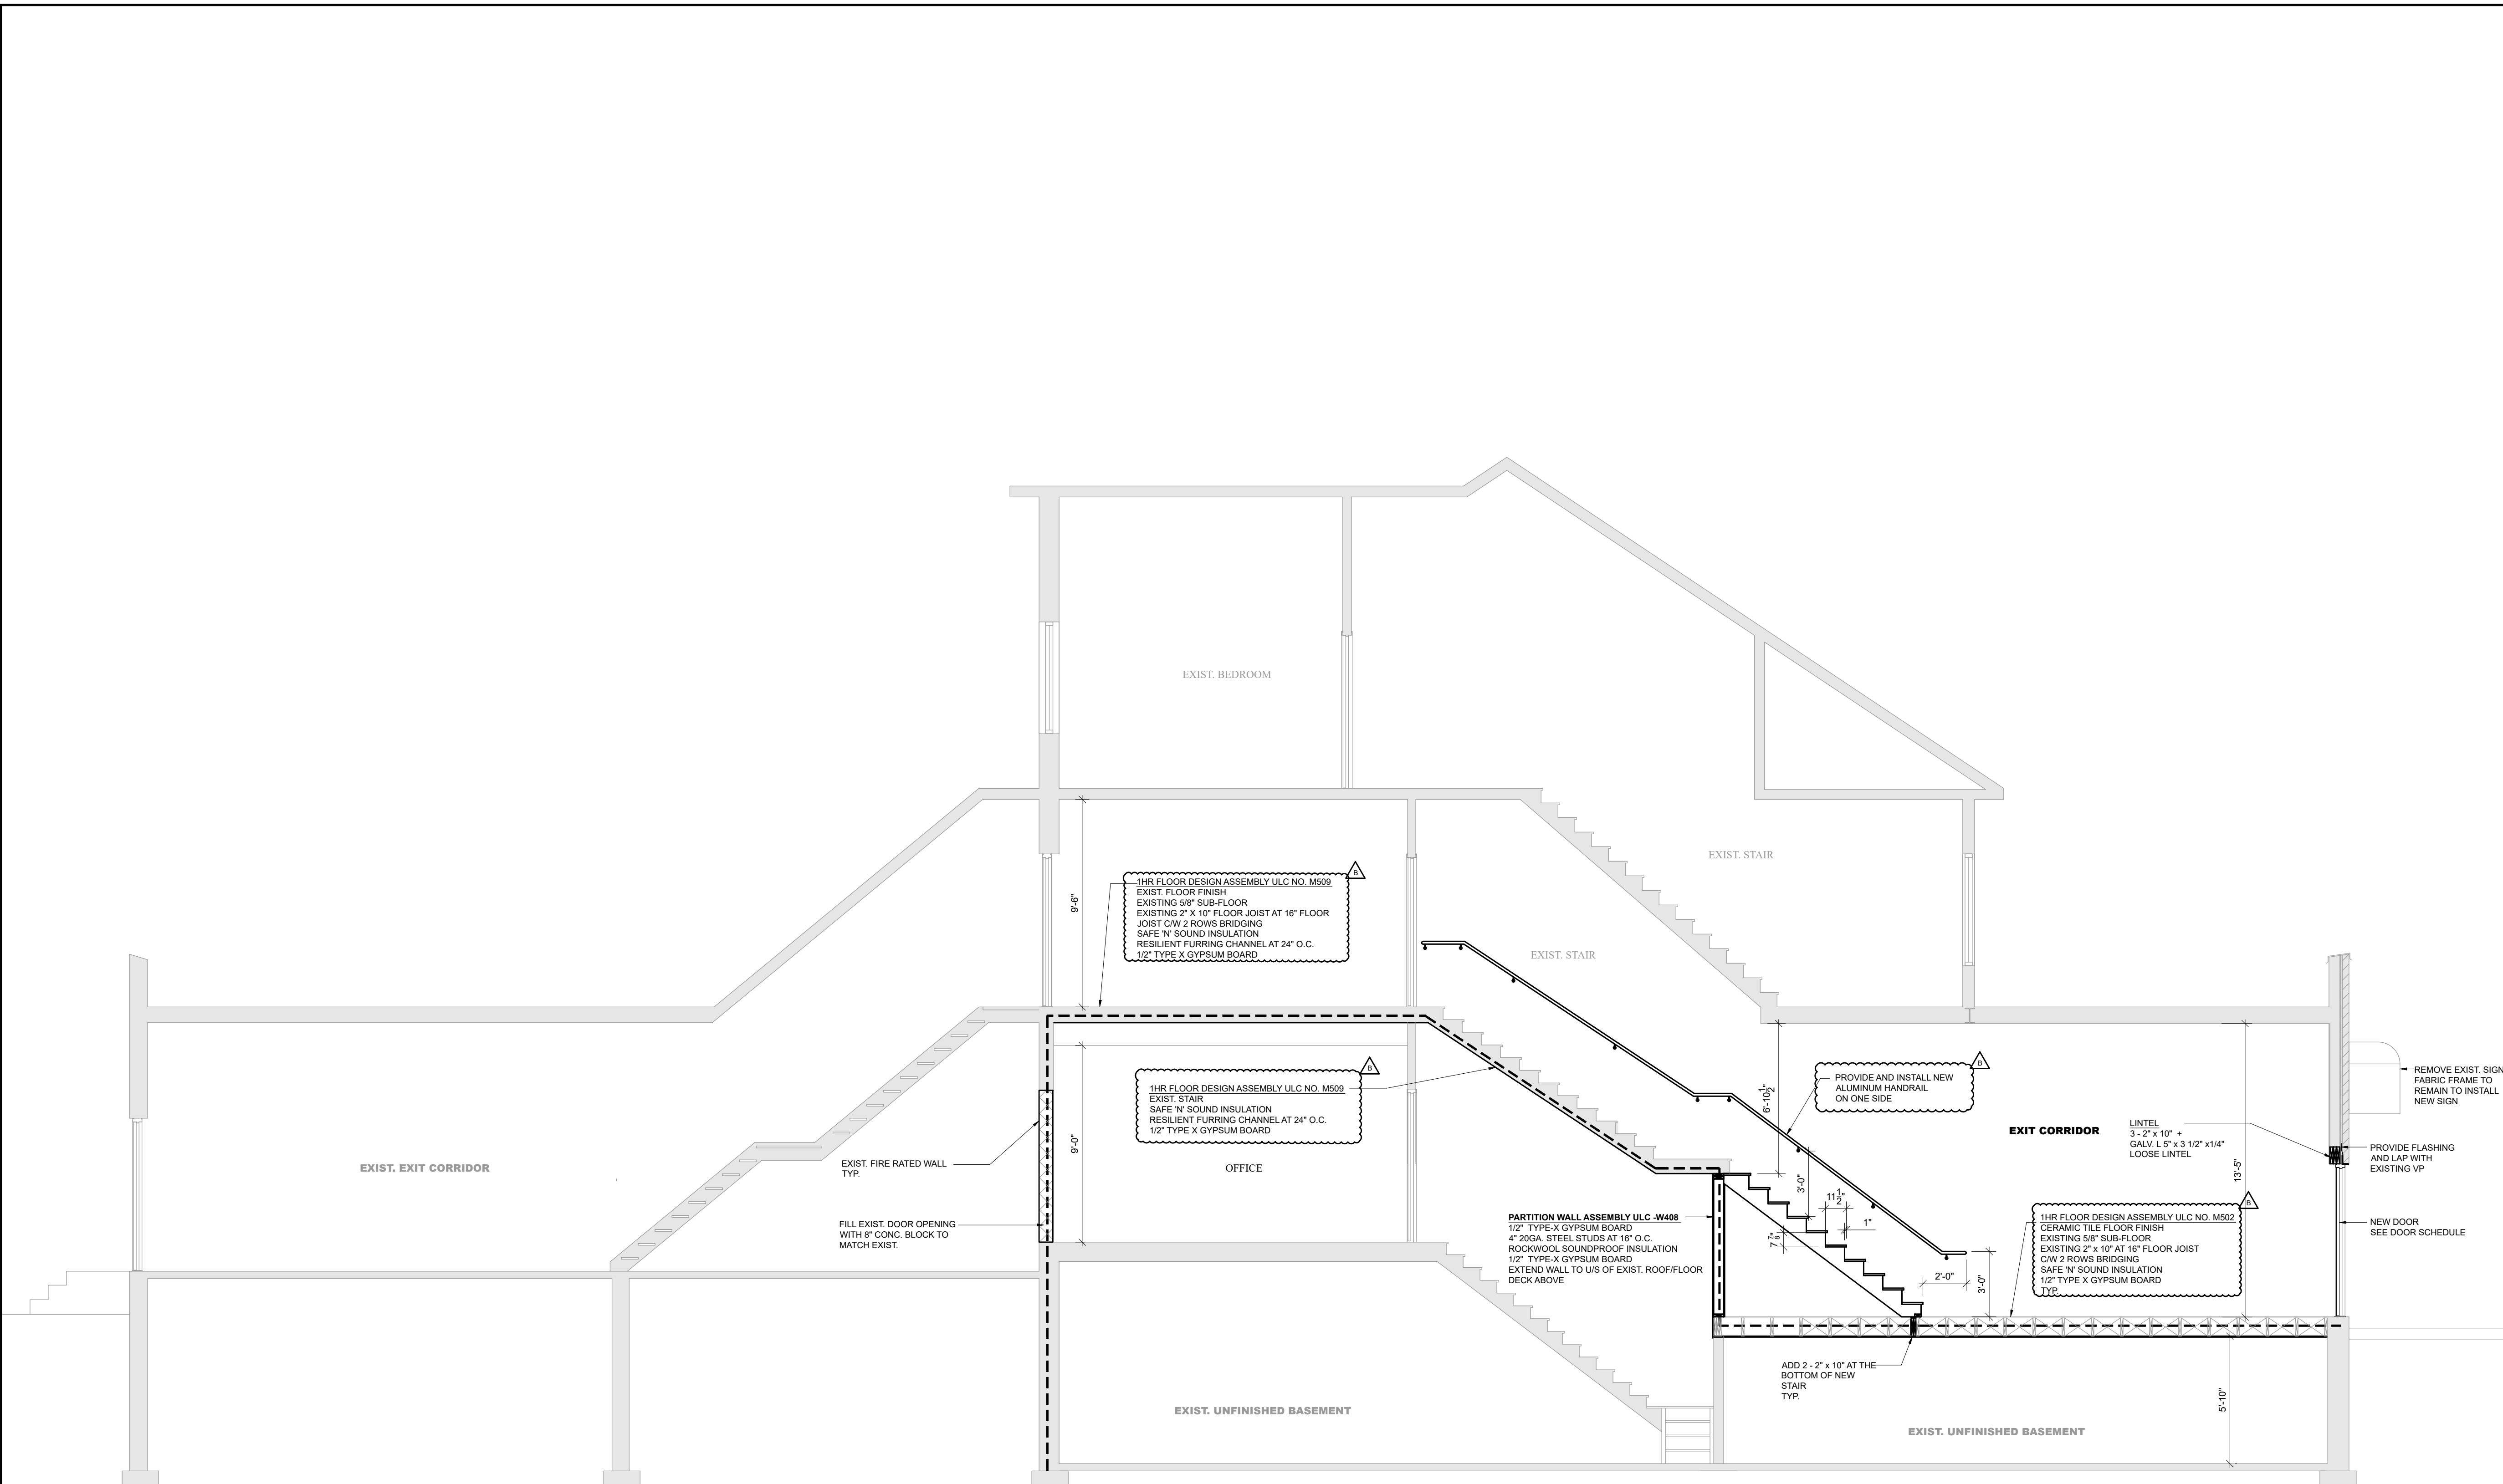 EXIST. BEDROOM
EXIST. STAIR
B
1HR FLOOR DESIGN ASSEMBLY ULC NO. M509
EXIST. FLOOR FINISH
EXISTING 5/8" SUB-FLOOR
EXISTING 2" X 10" FLOOR JOIST AT 16" FLOOR
JOIST C/W 2 ROWS BRIDGING
SAFE 'N' SOUND INSULATION
RESILIENT FURRING CHANNEL AT 24" O.C.
1/2" TYPE X GYPSUM BOARD
9'-6"
EXIST. STAIR
B
1HR FLOOR DESIGN ASSEMBLY ULC NO. M509
EXIST. STAIR
SAFE 'N' SOUND INSULATION
RESILIENT FURRING CHANNEL AT 24" O.C.
1/2" TYPE X GYPSUM BOARD
B
PROVIDE AND INSTALL NEW
ALUMINUM HANDRAIL
ON ONE SIDE
6'-10 1/2"
REMOVE EXIST. SIGN
FABRIC FRAME TO
REMAIN TO INSTALL
NEW SIGN
EXIT CORRIDOR
LINTEL
3 - 2" x 10" +
GALV. L 5" x 3 1/2" x1/4"
LOOSE LINTEL
PROVIDE FLASHING
AND LAP WITH
EXISTING VP
9'-0"
EXIST. EXIT CORRIDOR
EXIST. FIRE RATED WALL
TYP.
OFFICE
13'-5"
3'-0"
11 1/2"
1"
7 7/8"
FILL EXIST. DOOR OPENING
WITH 8" CONC. BLOCK TO
MATCH EXIST.
PARTITION WALL ASSEMBLY ULC -W408
1/2" TYPE-X GYPSUM BOARD
4" 20GA. STEEL STUDS AT 16" O.C.
ROCKWOOL SOUNDPROOF INSULATION
1/2" TYPE-X GYPSUM BOARD
EXTEND WALL TO U/S OF EXIST. ROOF/FLOOR
DECK ABOVE
B
1HR FLOOR DESIGN ASSEMBLY ULC NO. M502
CERAMIC TILE FLOOR FINISH
EXISTING 5/8" SUB-FLOOR
EXISTING 2" x 10" AT 16" FLOOR JOIST
C/W 2 ROWS BRIDGING
SAFE 'N' SOUND INSULATION
1/2" TYPE X GYPSUM BOARD
TYP.
NEW DOOR
SEE DOOR SCHEDULE
2'-0"
3'-0"
ADD 2 - 2" x 10" AT THE
BOTTOM OF NEW
STAIR
TYP.
5'-10"
EXIST. UNFINISHED BASEMENT
EXIST. UNFINISHED BASEMENT